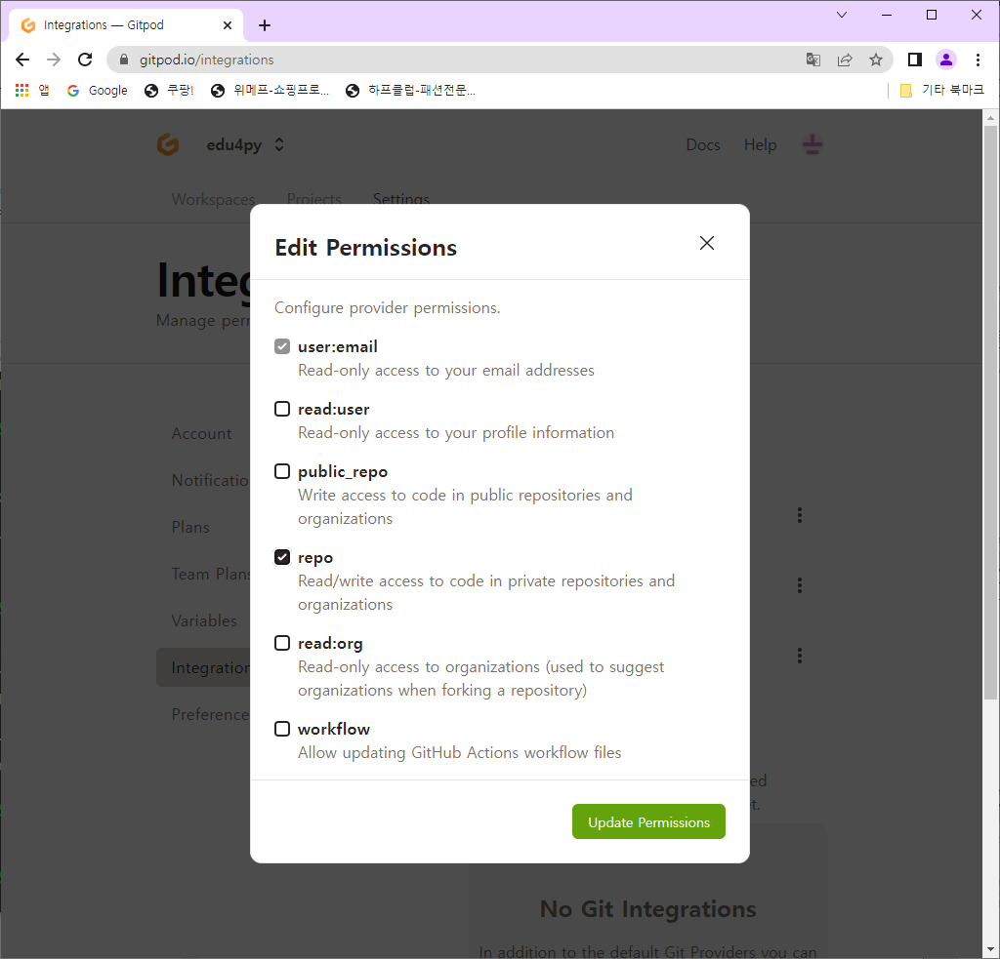 Integrations — Gitpod
gitpod.io/integrations
앱
Google
쿠팡!
위메프-쇼핑프로...
하프클럽-패션전문...
기타 북마크
edu4py
Docs
Help
Workspaces
Projects
Settings
Integ
Manage perr
Edit Permissions
Configure provider permissions.
user:email
Read-only access to your email addresses
read:user
Read-only access to your profile information
public_repo
Write access to code in public repositories and
organizations
repo
Read/write access to code in private repositories and
organizations
read:org
Read-only access to organizations (used to suggest
organizations when forking a repository)
workflow
Allow updating GitHub Actions workflow files
Update Permissions
Account
Notificatio
Plans
Team Plans
Variables
Integration
Preference
ed
t.
No Git Integrations
In addition to the default Git Providers you can